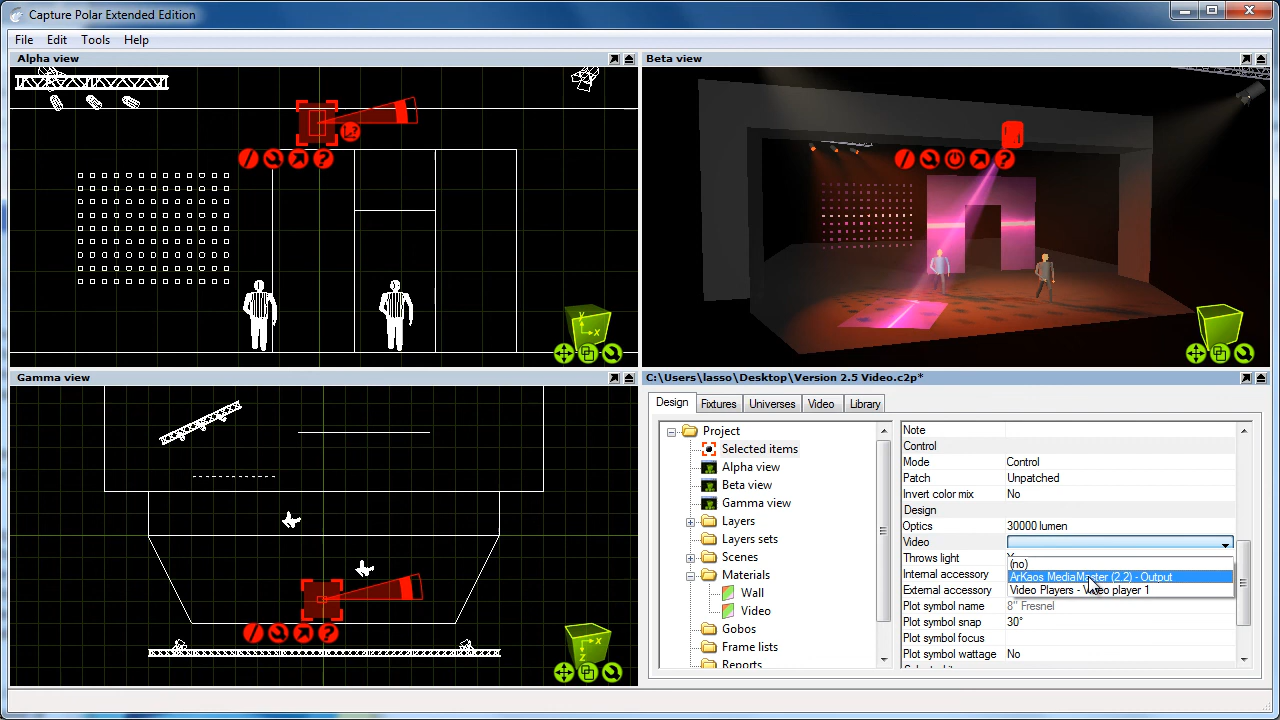 Capture Polar Extended Edition
File Edit Tools Help
Alpha view
Beta view
Gamma view
C:\Users\lasso\Desktop\Version 2.5 Video.c2p*
Design Fixtures Universes Video Library
Project
Selected items
Alpha view
Beta view
Gamma view
Layers
Layers sets
Scenes
Materials
Wall
Video
Gobos
Frame lists
Reports
Note
Control
Mode Control
Patch Unpatched
Invert color mix No
Design
Optics 30000 lumen
Video
Throws light
(no)
Internal accessory
ArKaos MediaMaster (2.2) - Output
External accessory
Video Players - Video player 1
Plot symbol name 8" Fresnel
Plot symbol snap 30°
Plot symbol focus
Plot symbol wattage No